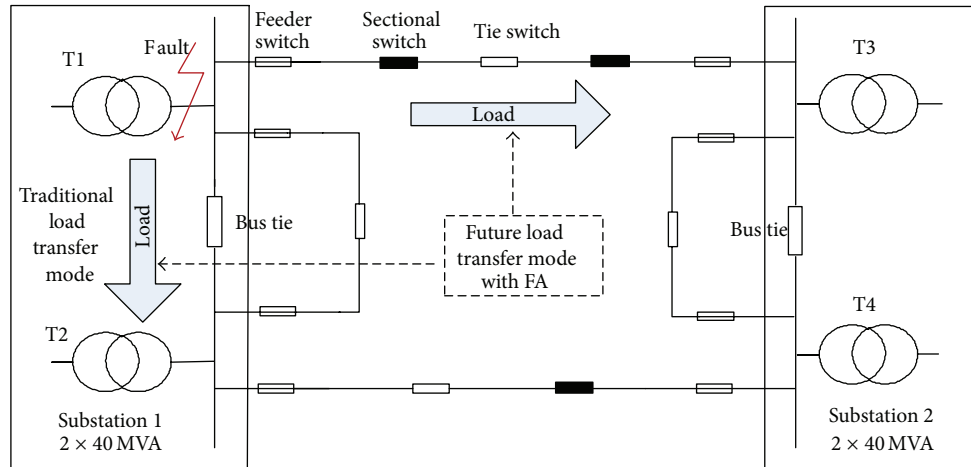 T1
Fault
Feeder
switch
Sectional
switch
Tie switch
T3
Load
Traditional
load
transfer
mode
Load
Bus tie
Future load
transfer mode
with FA
Bus tie
T2
T4
Substation 1
2 × 40 MVA
Substation 2
2 × 40 MVA